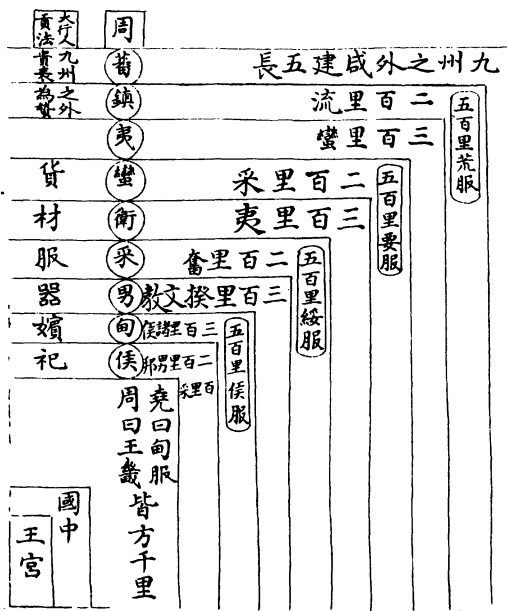 周
大行人
貢法
九州之外
貴寳為贄
九州之外咸建五長
二百里流
三百里蠻
五百里荒服
二百里采
三百里夷
五百里要服
二百里奮
三百里揆文教
五百里綏服
三百里諸侯
二百里男邦
百里采
五百里侯服
蕃
鎮
夷
蠻
衛
采
男
甸
侯
貨
材
服
器
嬪
祀
堯曰甸服
周曰王畿
皆方千里
國中
王宮